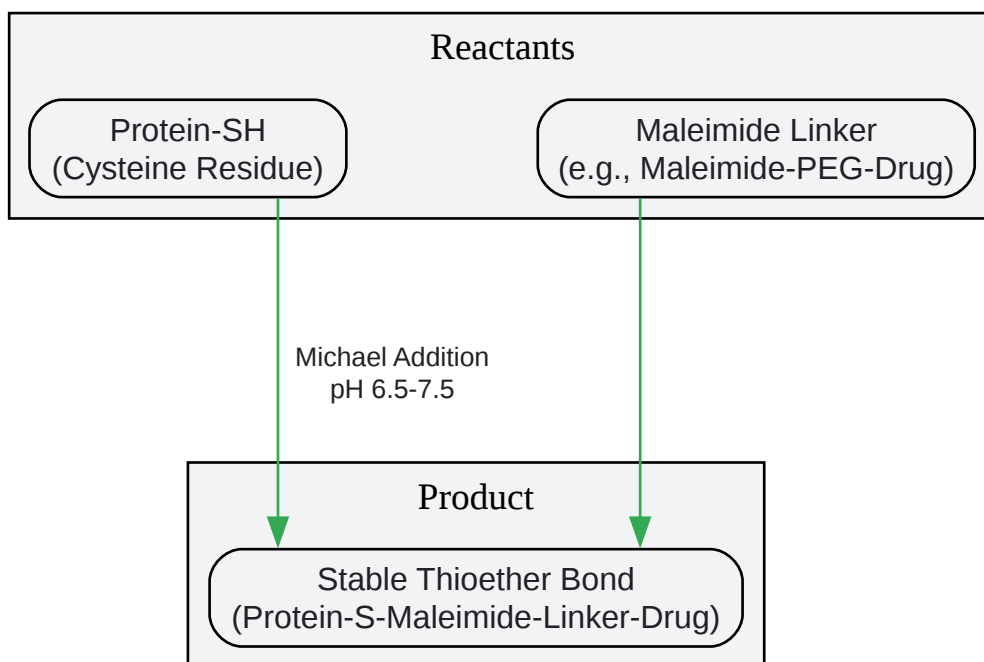 Reactants
Protein-SH
(Cysteine Residue)
Maleimide Linker
(e.g., Maleimide-PEG-Drug)
Michael Addition
pH 6.5-7.5
Product
Stable Thioether Bond
(Protein-S-Maleimide-Linker-Drug)